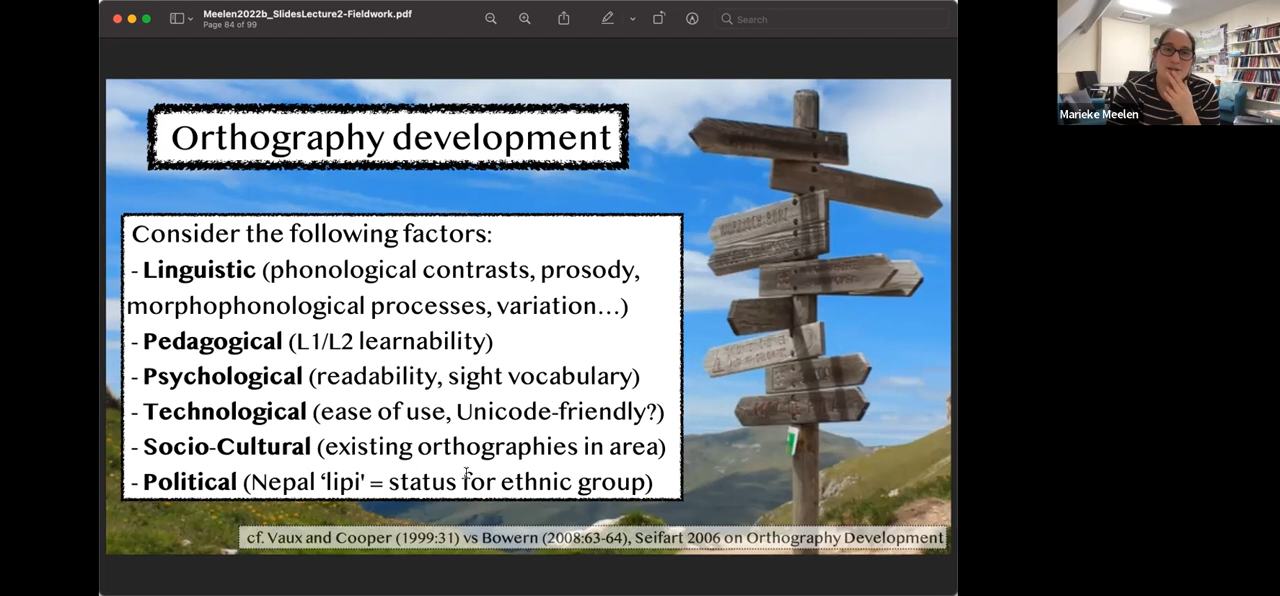 Meelen2022b_SlidesLecture2-Fieldwork.pdf
Page 84 of 99
Search
Marieke Meelen
Orthography development
Consider the following factors:
- Linguistic (phonological contrasts, prosody,
morphophonological processes, variation…)
- Pedagogical (L1/L2 learnability)
- Psychological (readability, sight vocabulary)
- Technological (ease of use, Unicode-friendly?)
- Socio-Cultural (existing orthographies in area)
- Political (Nepal ‘lipi' = status for ethnic group)
cf. Vaux and Cooper (1999:31) vs Bowern (2008:63-64), Seifart 2006 on Orthography Development